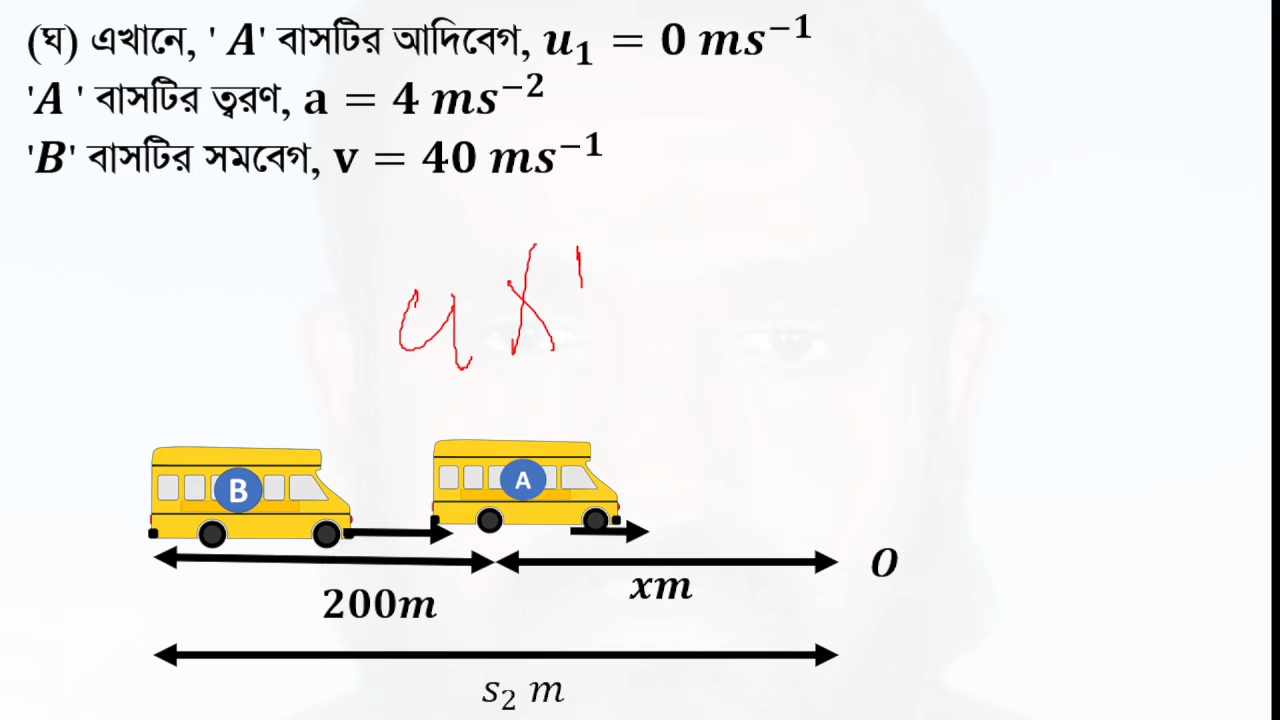 (ঘ) এখানে, ' A' বাসটির আদিবেগ, u₁ = 0 ms⁻¹
'A ' বাসটির ত্বরণ, a = 4 ms⁻²
'B' বাসটির সমবেগ, v = 40 ms⁻¹
B
A
O
200m
xm
s₂ m